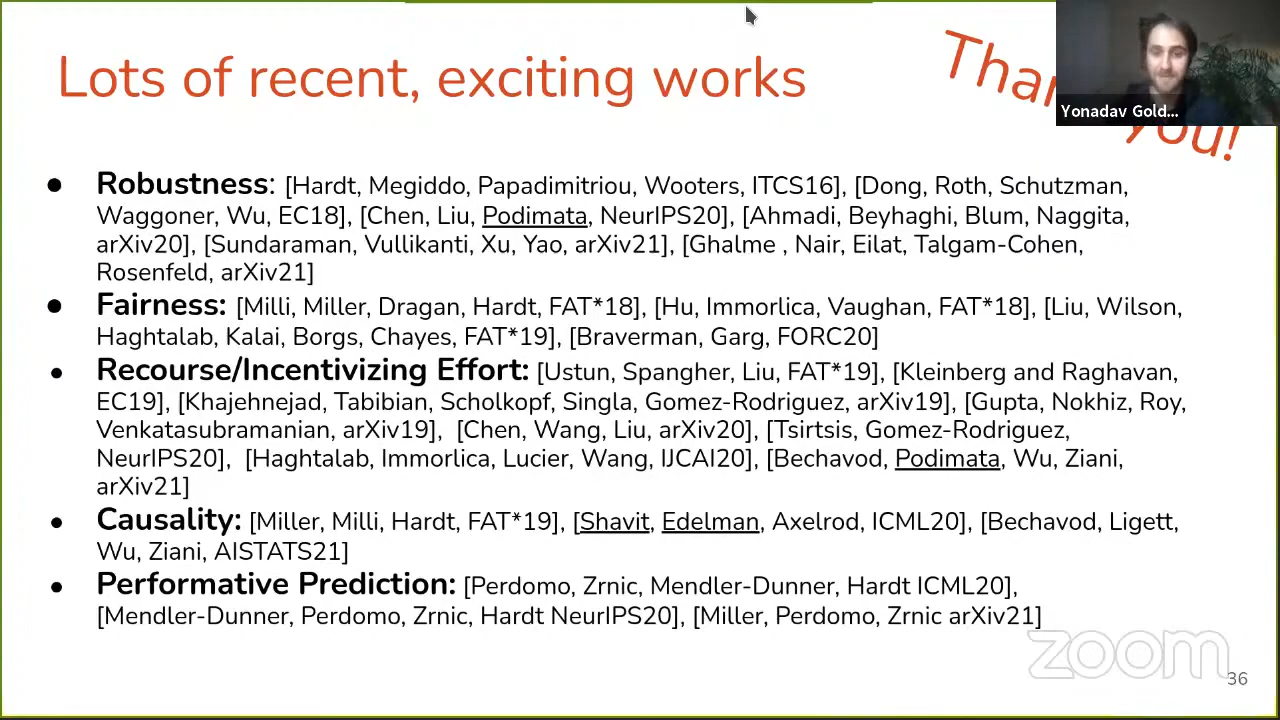 Lots of recent, exciting works
you!
Yonadav Gold...
● Robustness: [Hardt, Megiddo, Papadimitriou, Wooters, ITCS16], [Dong, Roth, Schutzman,
Waggoner, Wu, EC18], [Chen, Liu, Podimata, NeurIPS20], [Ahmadi, Beyhaghi, Blum, Naggita,
arXiv20], [Sundaraman, Vullikanti, Xu, Yao, arXiv21], [Ghalme , Nair, Eilat, Talgam-Cohen,
Rosenfeld, arXiv21]
● Fairness: [Milli, Miller, Dragan, Hardt, FAT*18], [Hu, Immorlica, Vaughan, FAT*18], [Liu, Wilson,
Haghtalab, Kalai, Borgs, Chayes, FAT*19], [Braverman, Garg, FORC20]
● Recourse/Incentivizing Effort: [Ustun, Spangher, Liu, FAT*19], [Kleinberg and Raghavan,
EC19], [Khajehnejad, Tabibian, Scholkopf, Singla, Gomez-Rodriguez, arXiv19], [Gupta, Nokhiz, Roy,
Venkatasubramanian, arXiv19], [Chen, Wang, Liu, arXiv20], [Tsirtsis, Gomez-Rodriguez,
NeurIPS20], [Haghtalab, Immorlica, Lucier, Wang, IJCAI20], [Bechavod, Podimata, Wu, Ziani,
arXiv21]
● Causality: [Miller, Milli, Hardt, FAT*19], [Shavit, Edelman, Axelrod, ICML20], [Bechavod, Ligett,
Wu, Ziani, AISTATS21]
● Performative Prediction: [Perdomo, Zrnic, Mendler-Dunner, Hardt ICML20],
[Mendler-Dunner, Perdomo, Zrnic, Hardt NeurIPS20], [Miller, Perdomo, Zrnic arXiv21]
zoom
36